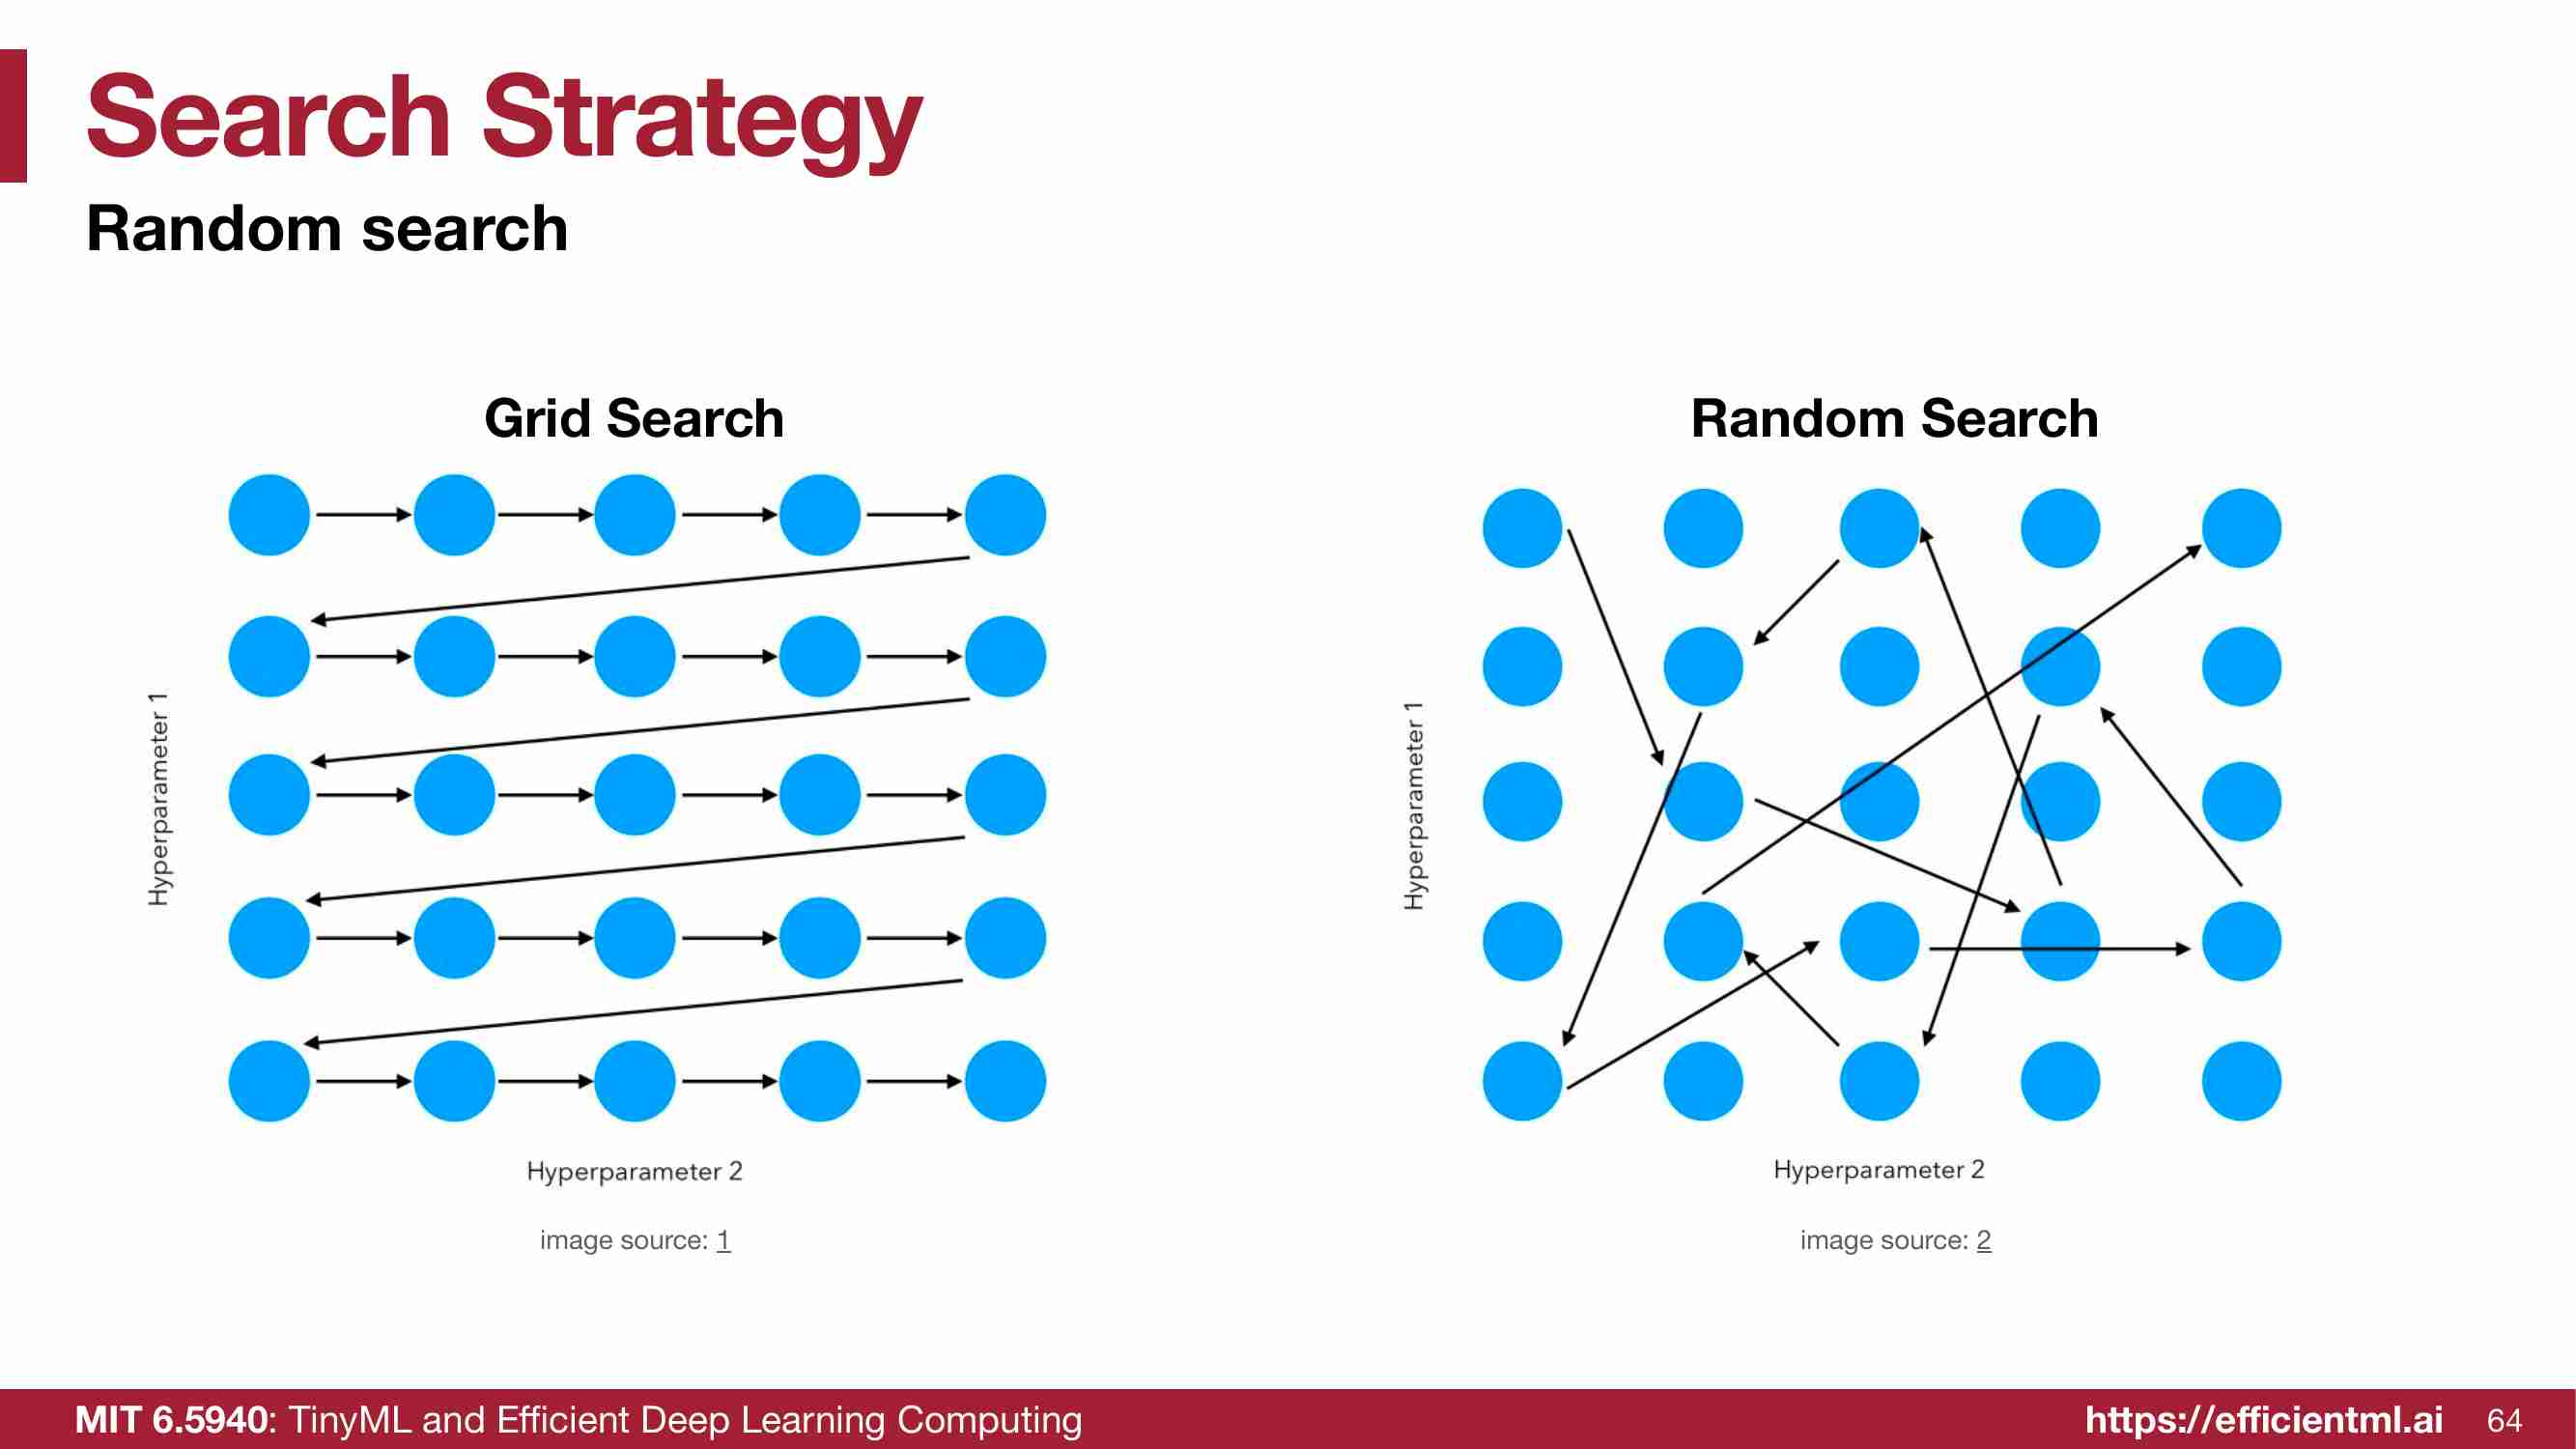 Search Strategy
Random search
Grid Search
Hyperparameter 1
Hyperparameter 2
image source: 1
Random Search
Hyperparameter 1
Hyperparameter 2
image source: 2
MIT 6.5940: TinyML and Efficient Deep Learning Computing
https://efficientml.ai 64